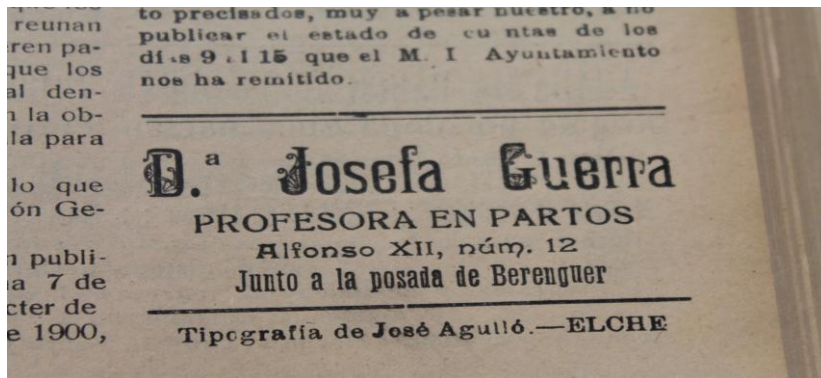 reunan
ren pa-
que los
al den-
n la ob-
la para
lo que
ón Ge-
n publi-
a 7 de
cter de
e 1900,
to precisados, muy a pesar nuestro, a no
publicar el estado de cu ntas de los
dí s 9 l 15 que el M. I Ayuntamiento
nos ha remitido.
D.ª Josefa Guerra
PROFESORA EN PARTOS
Alfonso XII, núm. 12
Junto a la posada de Berenguer
Tipografía de José Agulló.—ELCHE